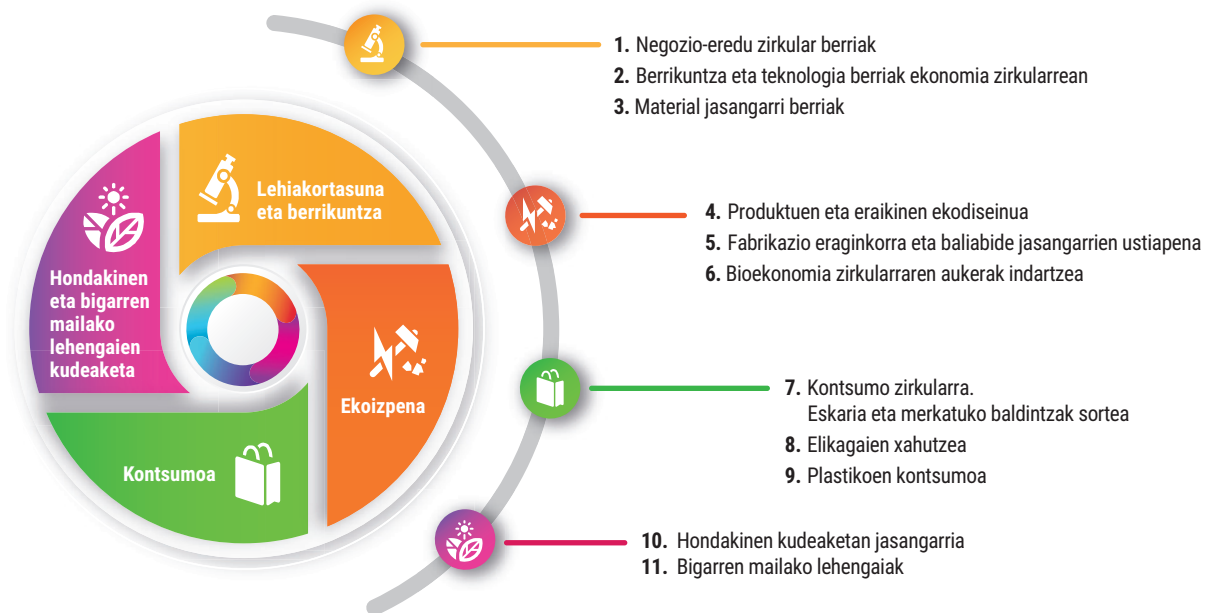 Lehiakortasuna
eta berrikuntza
Hondakinen
eta bigarren
mailako
lehengaien
kudeaketa
Ekoizpena
Kontsumoa
1. Negozio-eredu zirkular berriak
2. Berrikuntza eta teknologia berriak ekonomia zirkularrean
3. Material jasangarri berriak
4. Produktuen eta eraikinen ekodiseinua
5. Fabrikazio eraginkorra eta baliabide jasangarrien ustiapena
6. Bioekonomia zirkularraren aukerak indartzea
7. Kontsumo zirkularra.
Eskaria eta merkatuko baldintzak sortea
8. Elikagaien xahutzea
9. Plastikoen kontsumoa
10. Hondakinen kudeaketan jasangarria
11. Bigarren mailako lehengaiak